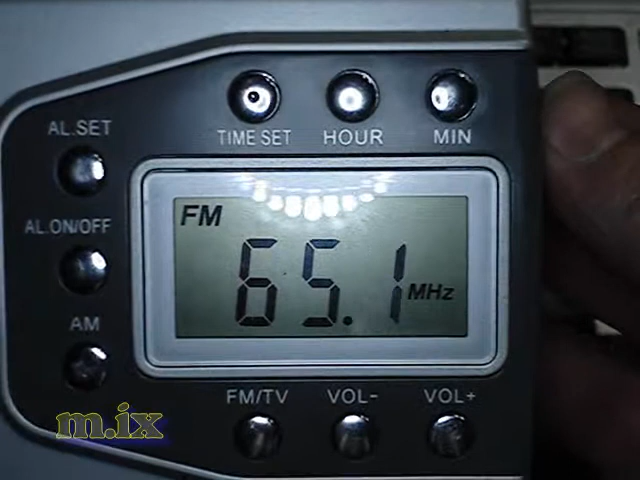 TIME SET HOUR MIN
AL.SET
AL.ON/OFF
AM
FM
65.1 MHz
FM/TV VOL- VOL+
m.ix